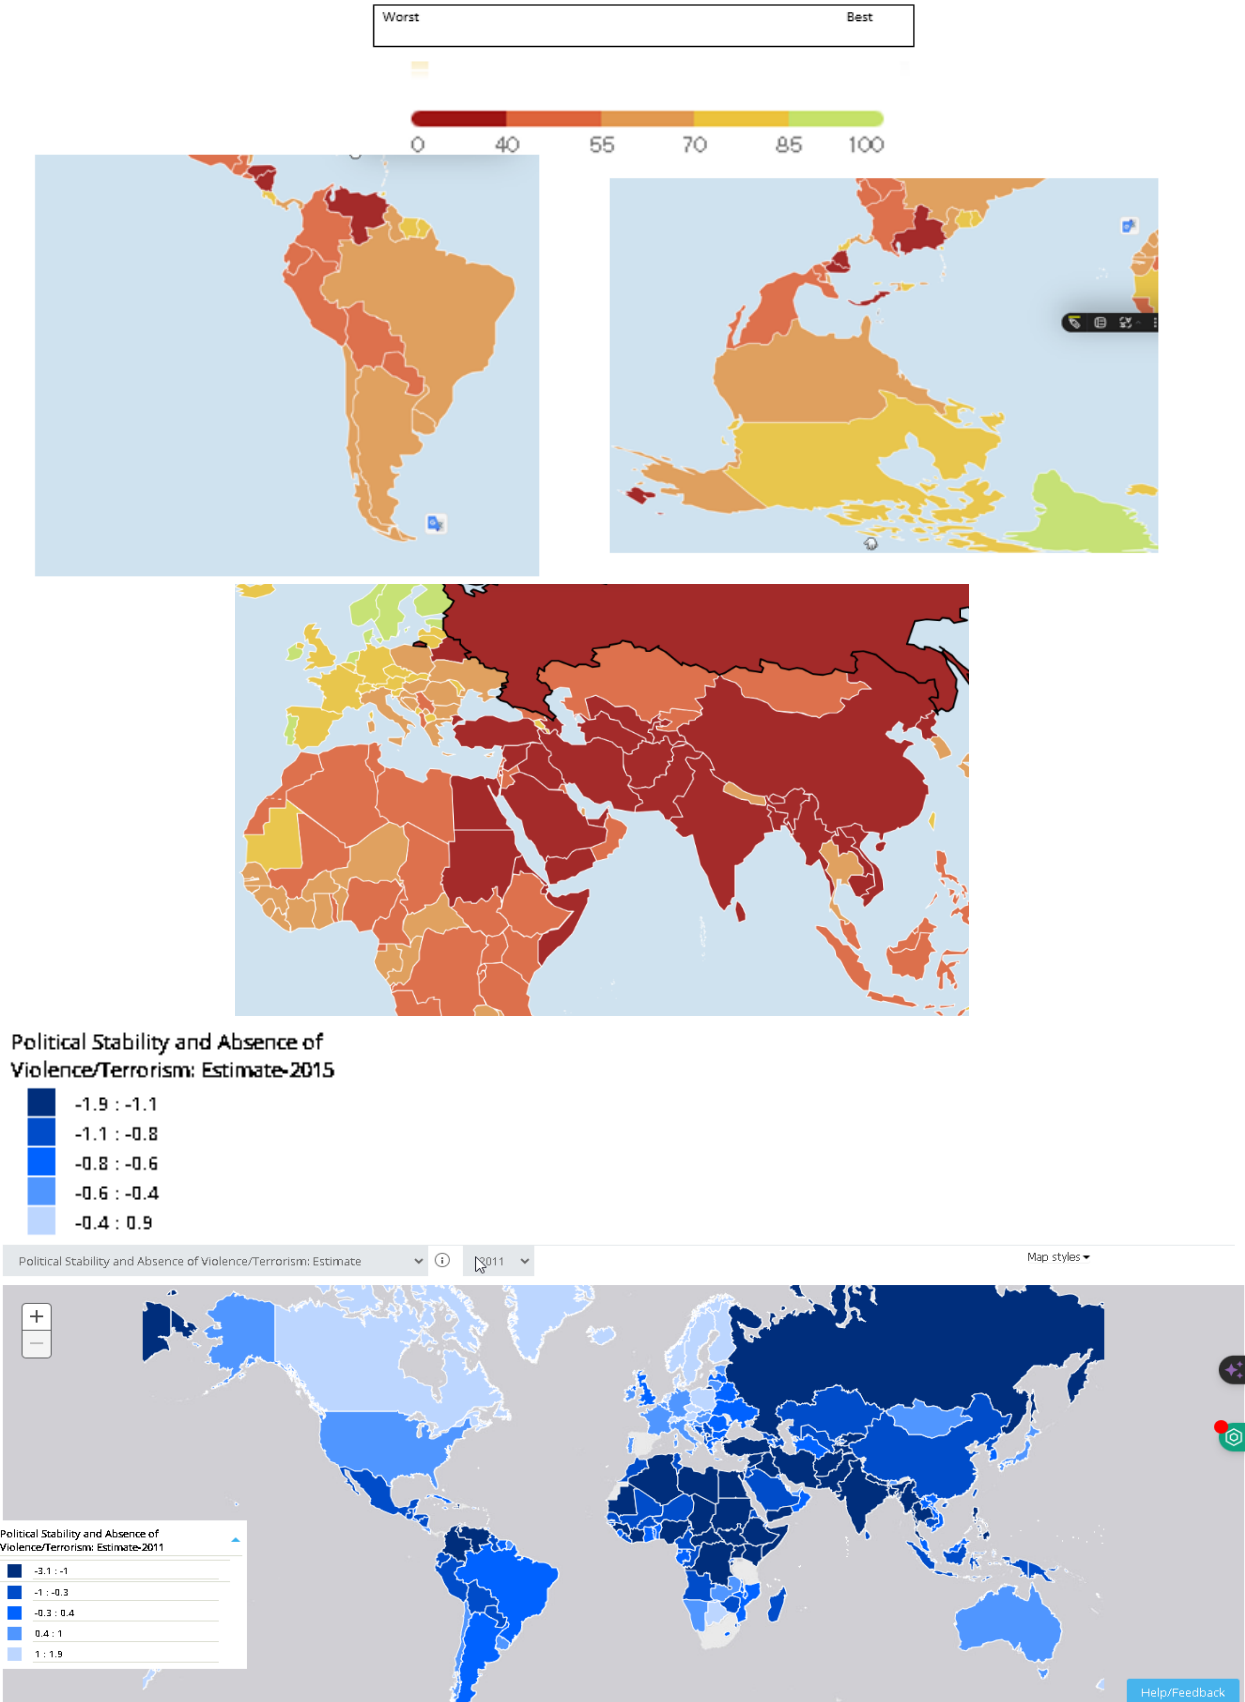 Worst Best
0 40 55 70 85 100
Political Stability and Absence of
Violence/Terrorism: Estimate-2015
-1.9 : -1.1
-1.1 : -0.8
-0.8 : -0.6
-0.6 : -0.4
-0.4 : 0.9
Political Stability and Absence of Violence/Terrorism: Estimate 2011 Map styles
+
−
Political Stability and Absence of
Violence/Terrorism: Estimate-2011
-3.1 : -1
-1 : -0.3
-0.3 : 0.4
0.4 : 1
1 : 1.9
Help/Feedback